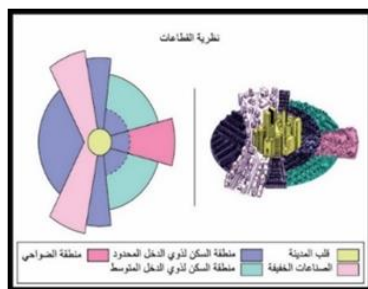 نظرية القطاعات
قلب المدينة
منطقة السكن لذوي الدخل المحدود
منطقة الضواحي
الصناعات الخفيفة
منطقة السكن لذوي الدخل المتوسط